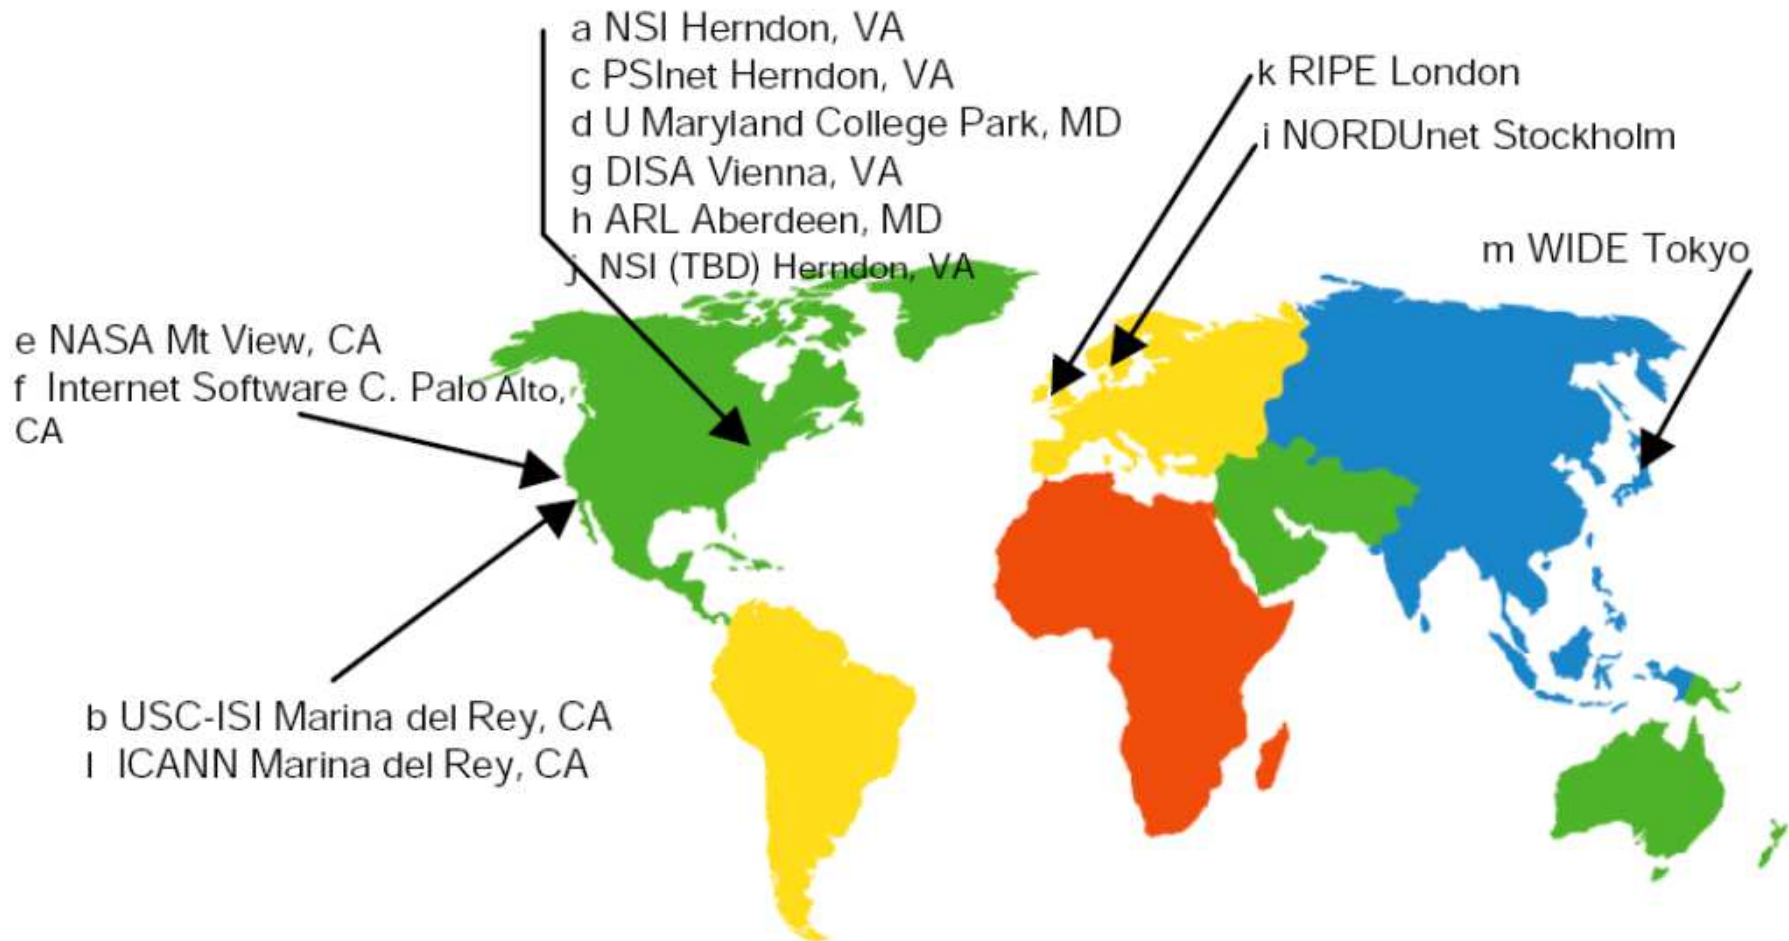 a NSI Herndon, VA
c PSInet Herndon, VA
d U Maryland College Park, MD
g DISA Vienna, VA
h ARL Aberdeen, MD
j NSI (TBD) Herndon, VA
k RIPE London
i NORDUnet Stockholm
m WIDE Tokyo
e NASA Mt View, CA
f Internet Software C. Palo Alto,
CA
b USC-ISI Marina del Rey, CA
l ICANN Marina del Rey, CA